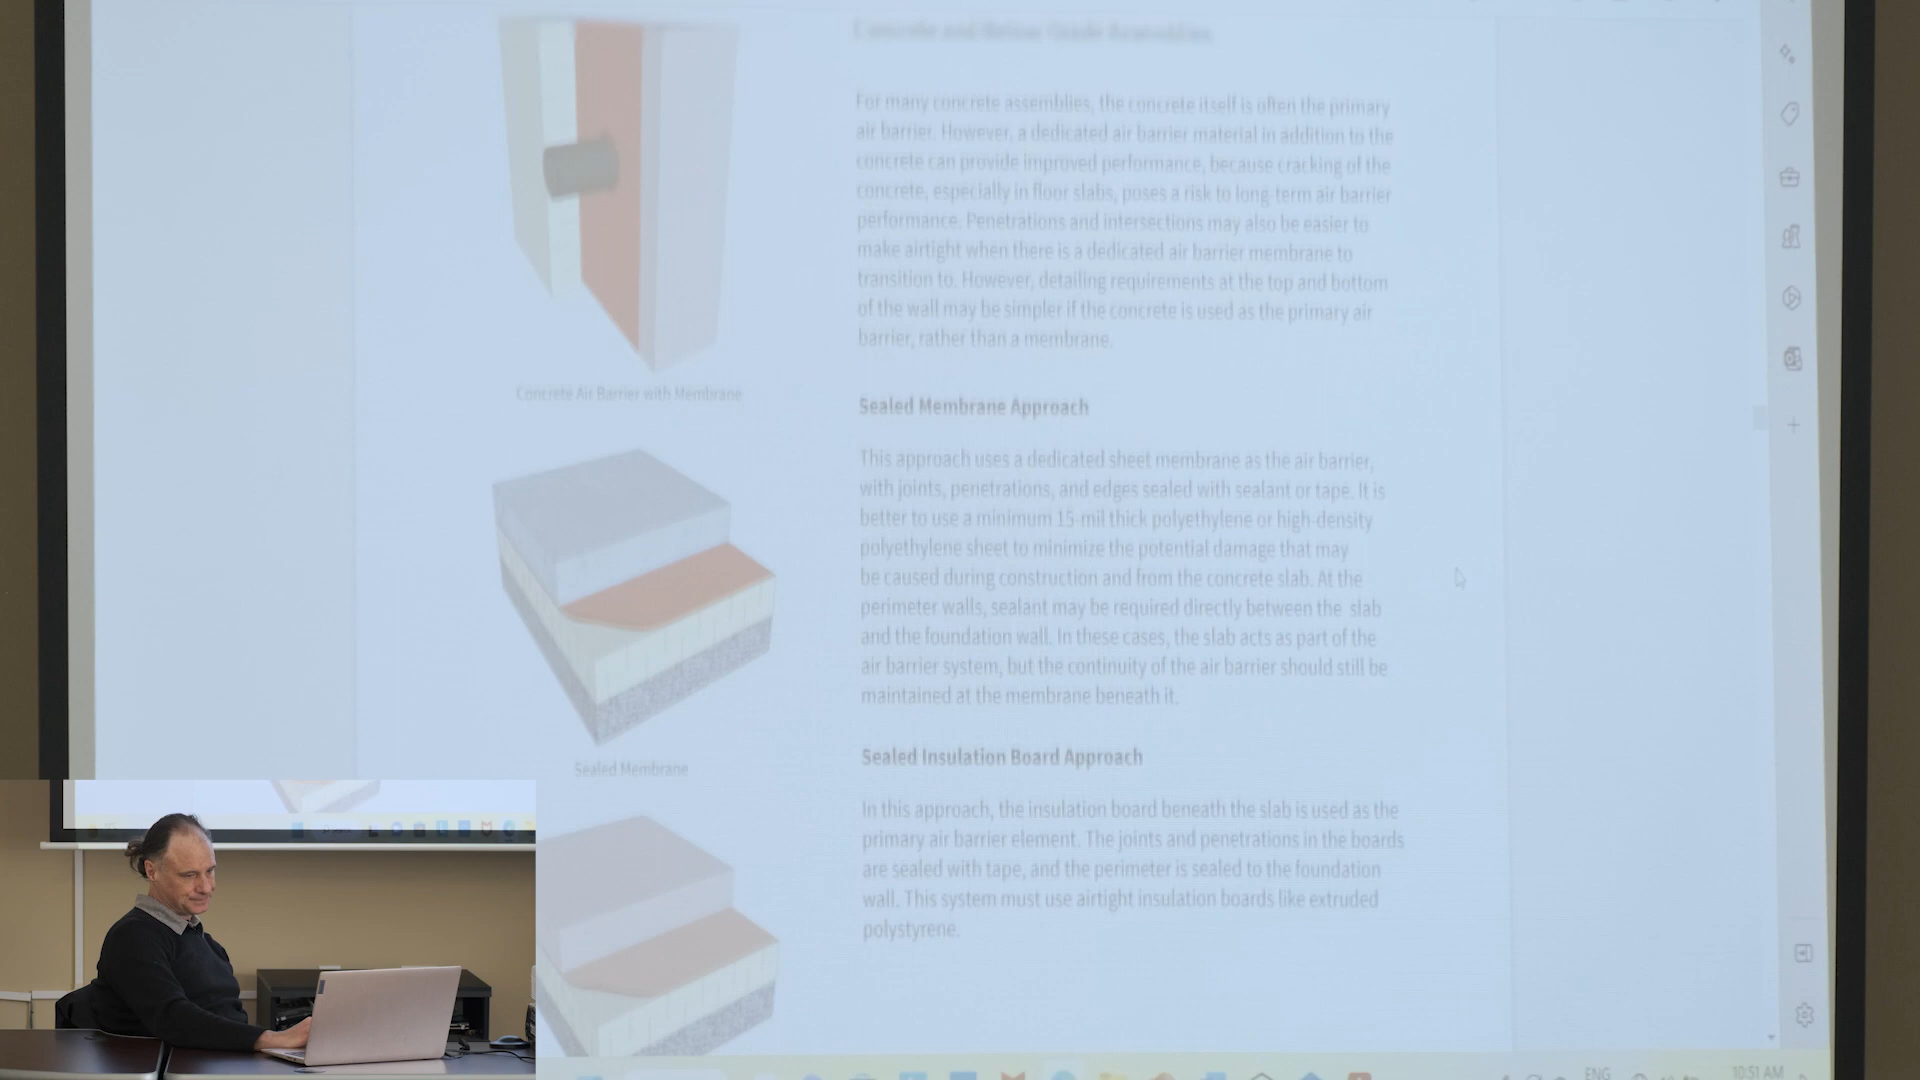 Concrete and Below Grade Assemblies
For many concrete assemblies, the concrete itself is often the primary
air barrier. However, a dedicated air barrier material in addition to the
concrete can provide improved performance, because cracking of the
concrete, especially in floor slabs, poses a risk to long-term air barrier
performance. Penetrations and intersections may also be easier to
make airtight when there is a dedicated air barrier membrane to
transition to. However, detailing requirements at the top and bottom
of the wall may be simpler if the concrete is used as the primary air
barrier, rather than a membrane.
Concrete Air Barrier with Membrane
Sealed Membrane Approach
This approach uses a dedicated sheet membrane as the air barrier,
with joints, penetrations, and edges sealed with sealant or tape. It is
better to use a minimum 15-mil thick polyethylene or high-density
polyethylene sheet to minimize the potential damage that may
be caused during construction and from the concrete slab. At the
perimeter walls, sealant may be required directly between the slab
and the foundation wall. In these cases, the slab acts as part of the
air barrier system, but the continuity of the air barrier should still be
maintained at the membrane beneath it.
Sealed Membrane
Sealed Insulation Board Approach
In this approach, the insulation board beneath the slab is used as the
primary air barrier element. The joints and penetrations in the boards
are sealed with tape, and the perimeter is sealed to the foundation
wall. This system must use airtight insulation boards like extruded
polystyrene.
ENG
10:51 AM